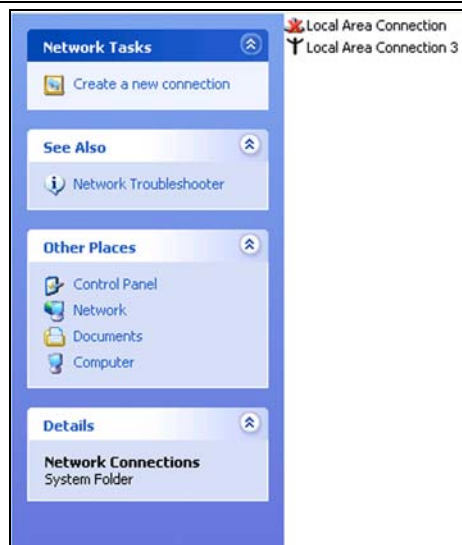 Network Tasks
Create a new connection
See Also
Network Troubleshooter
Other Places
Control Panel
Network
Documents
Computer
Details
Network Connections
System Folder
Local Area Connection
Local Area Connection 3